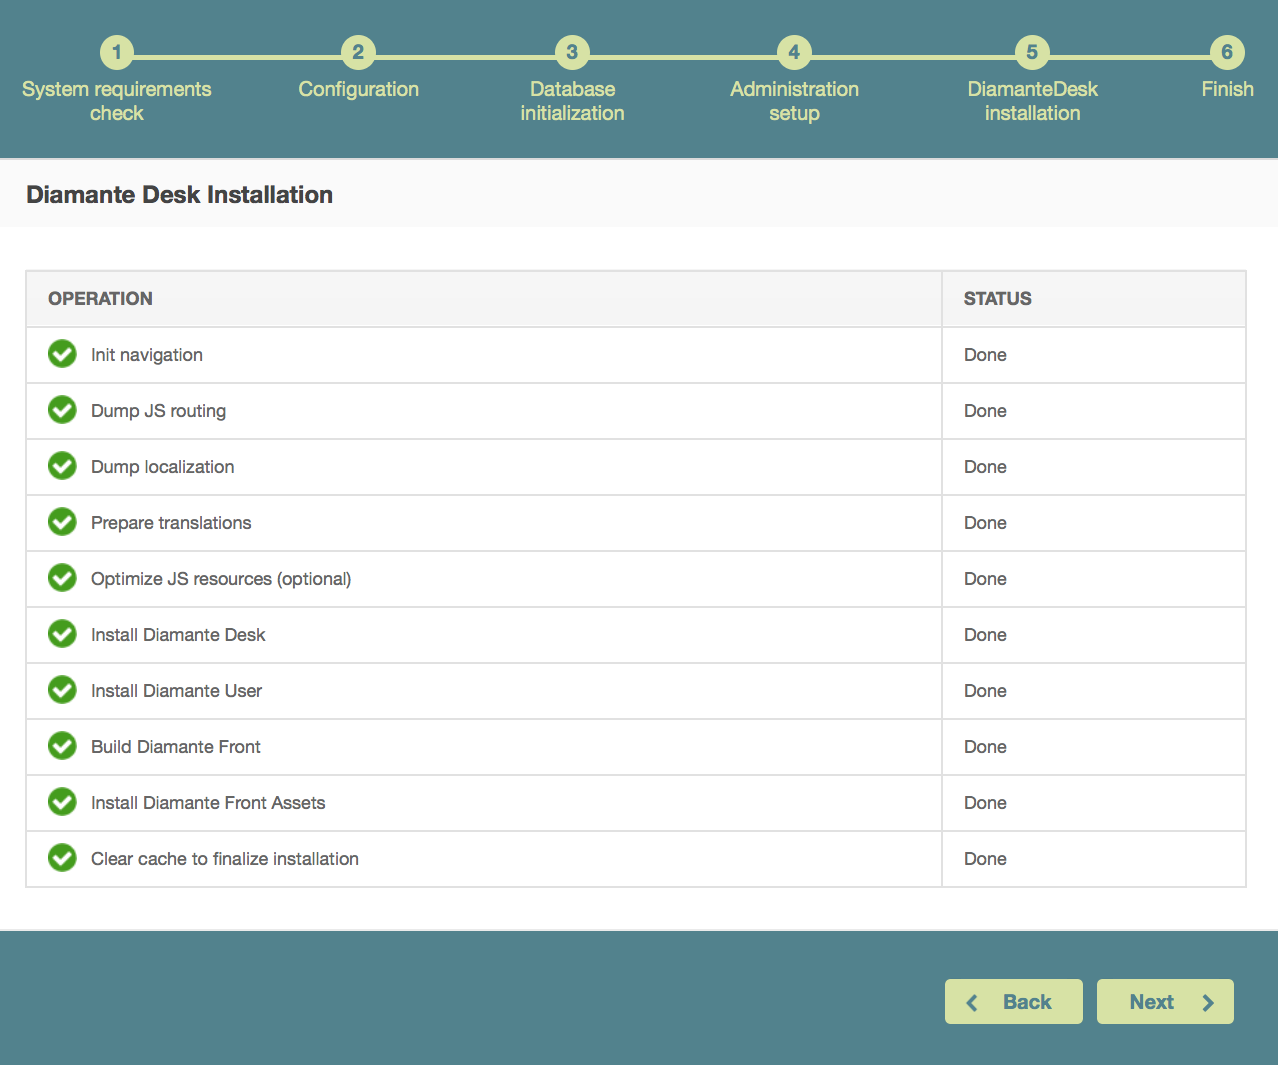 1 2 3 4 5 6
System requirements check
Configuration
Database initialization
Administration setup
DiamanteDesk installation
Finish
Diamante Desk Installation
OPERATION STATUS
Init navigation Done
Dump JS routing Done
Dump localization Done
Prepare translations Done
Optimize JS resources (optional) Done
Install Diamante Desk Done
Install Diamante User Done
Build Diamante Front Done
Install Diamante Front Assets Done
Clear cache to finalize installation Done
Back Next